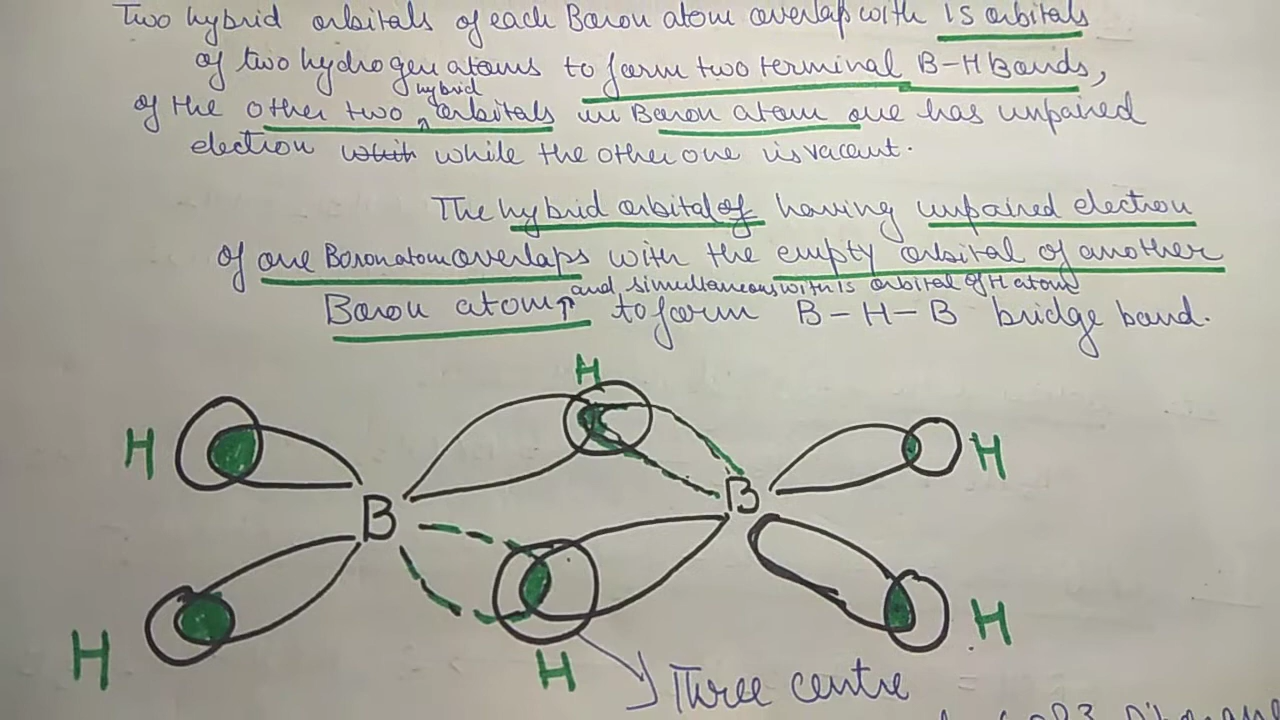 Two hybrid orbitals of each Boron atom overlap with 1S orbitals
of two hydrogen atoms to form two terminal B-H Bonds,
of the other two hybrid orbitals in Boron atom one has unpaired
election while the other one is vacant.
The hybrid orbital of having unpaired electron
of one Boron atom overlaps with the empty orbital of another
and simultaneous with 1s orbital of H atom
Boron atom to form B-H-B bridge bond.
H
H
B
B
H
H
H
H
Three centre